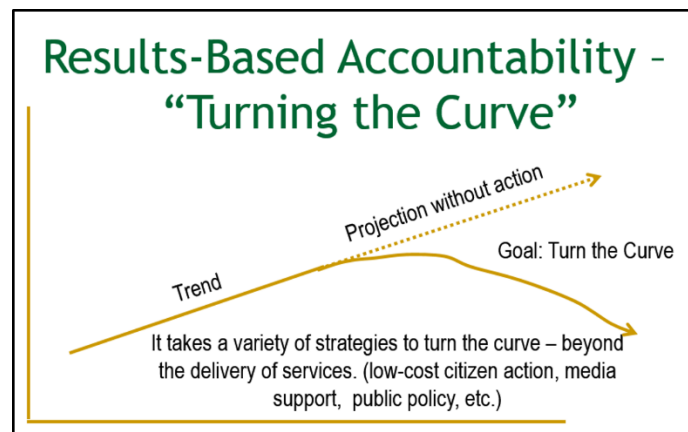 Results-Based Accountability –
“Turning the Curve”
Projection without action
Goal: Turn the Curve
Trend
It takes a variety of strategies to turn the curve – beyond
the delivery of services. (low-cost citizen action, media
support,  public policy, etc.)